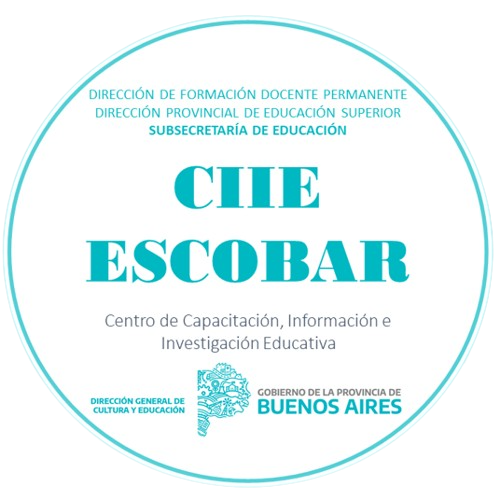 DIRECCIÓN DE FORMACIÓN DOCENTE PERMANENTE
DIRECCIÓN PROVINCIAL DE EDUCACIÓN SUPERIOR
SUBSECRETARÍA DE EDUCACIÓN
CIIE
ESCOBAR
Centro de Capacitación, Información e
Investigación Educativa
DIRECCIÓN GENERAL DE
CULTURA Y EDUCACIÓN
GOBIERNO DE LA PROVINCIA DE
BUENOS AIRES